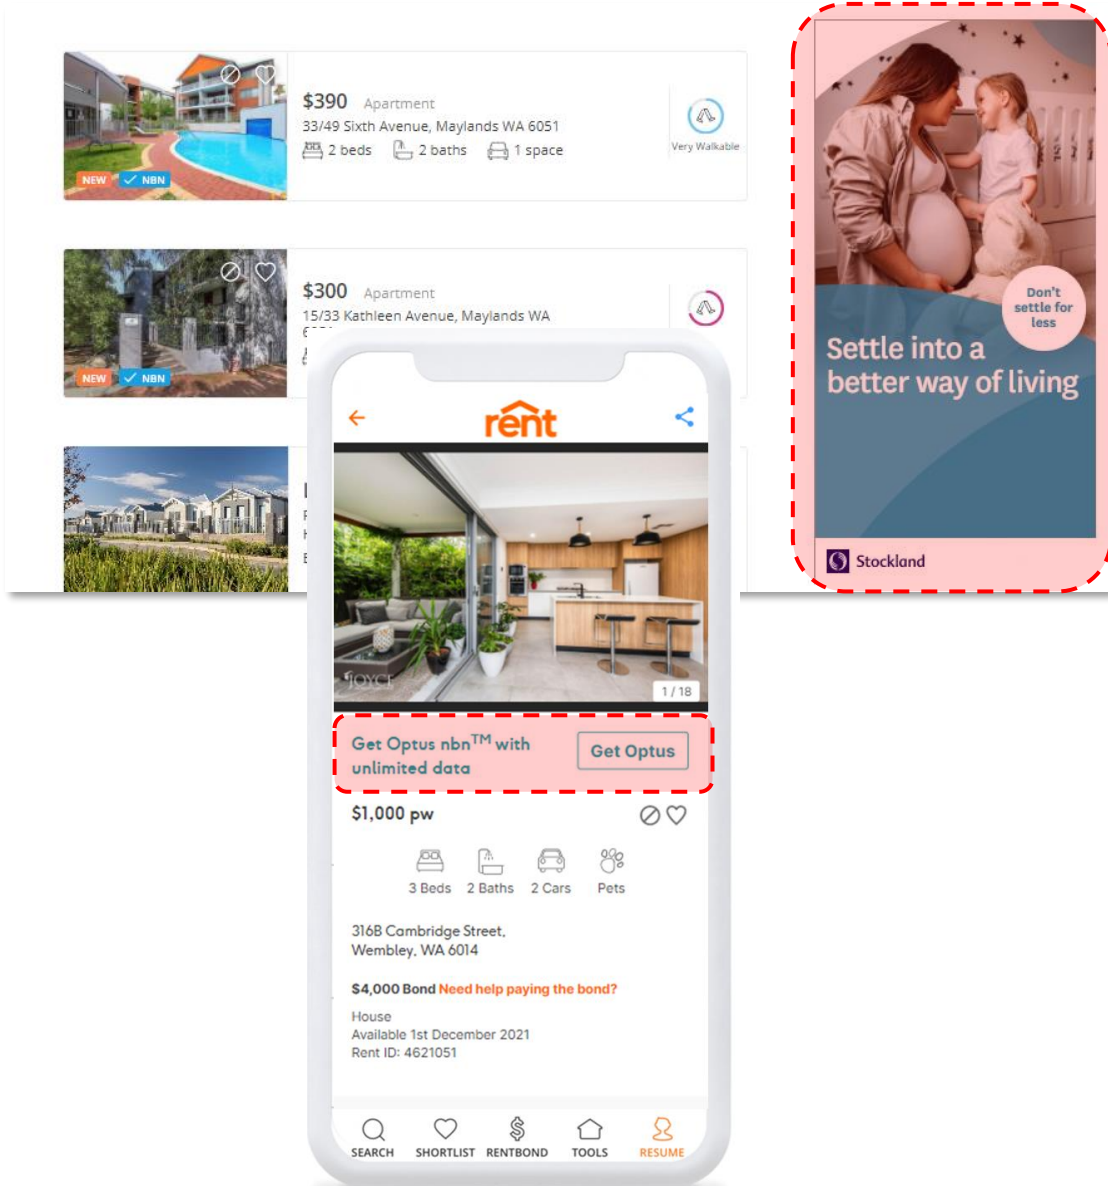 $390 Apartment
33/49 Sixth Avenue, Maylands WA 6051
2 beds 2 baths 1 space
Very Walkable
NEW NBN
$300 Apartment
15/33 Kathleen Avenue, Maylands WA
NEW NBN
Don't
settle for
less
Settle into a
better way of living
Stockland
rent
JOYCE
1 / 18
Get Optus nbn™ with
unlimited data
Get Optus
$1,000 pw
3 Beds 2 Baths 2 Cars Pets
316B Cambridge Street,
Wembley, WA 6014
$4,000 Bond Need help paying the bond?
House
Available 1st December 2021
Rent ID: 4621051
SEARCH SHORTLIST RENTBOND TOOLS RESUME